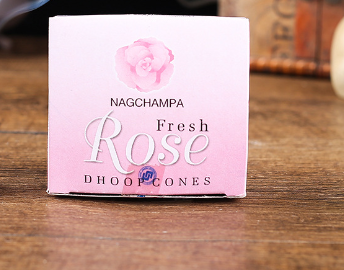 NAGCHAMPA
Fresh
Rose
DHOOP CONES